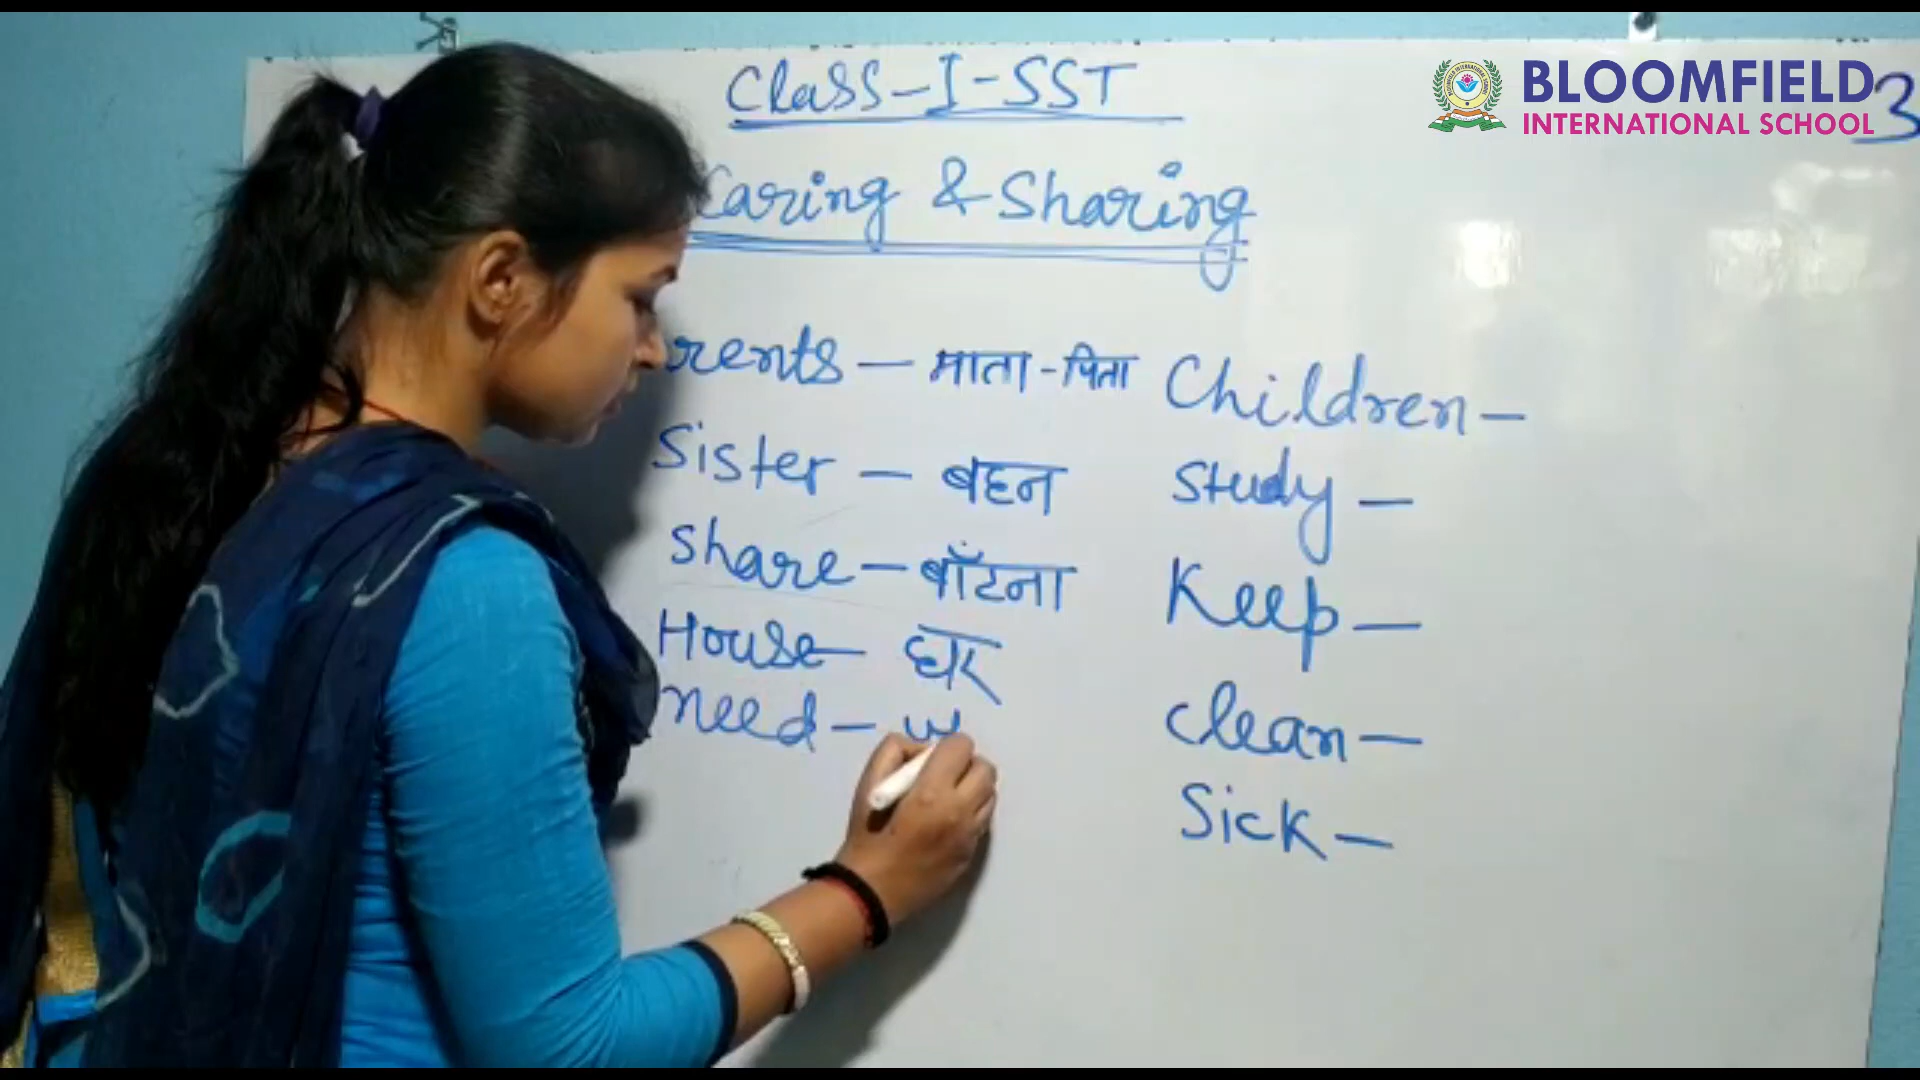 Class-I-SST
BLOOMFIELD
INTERNATIONAL SCHOOL
3
Caring & Sharing
rents – माता-पिता
Sister – बहन
Share – बाँटना
House – घर
need –
Children –
Study –
Keep –
clean –
Sick –